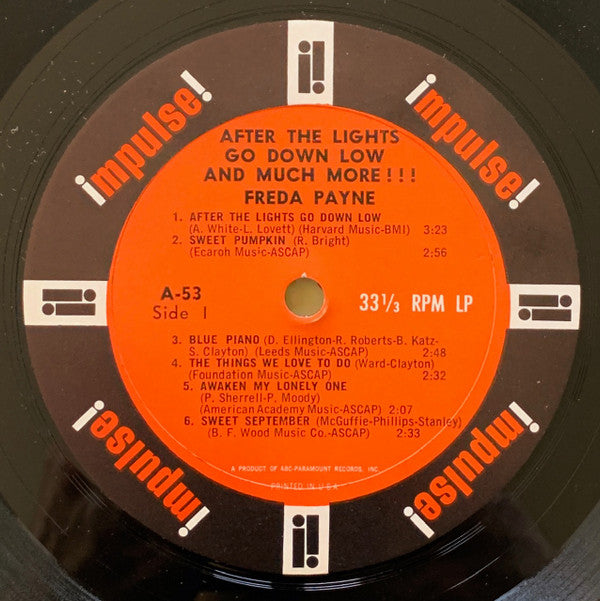 impulse!
impulse!
AFTER THE LIGHTS
GO DOWN LOW
AND MUCH MORE!!!
FREDA PAYNE
1. AFTER THE LIGHTS GO DOWN LOW
(A. White-L. Lovett) (Harvard Music-BMI) 3:23
2. SWEET PUMPKIN (R. Bright)
(Ecaroh Music-ASCAP) 2:56
A-53
Side 1
33 1/3 RPM LP
3. BLUE PIANO (D. Ellington-R. Roberts-B. Katz-
S. Clayton) (Leeds Music-ASCAP) 2:48
4. THE THINGS WE LOVE TO DO (Ward-Clayton)
(Foundation Music-ASCAP) 2:32
5. AWAKEN MY LONELY ONE
(P. Sherrell-P. Moody)
(American Academy Music-ASCAP) 2:07
6. SWEET SEPTEMBER (McGuffie-Phillips-Stanley)
(B. F. Wood Music Co.-ASCAP) 2:33
A PRODUCT OF ABC-PARAMOUNT RECORDS, INC.
PRINTED IN U.S.A.
impulse!
impulse!